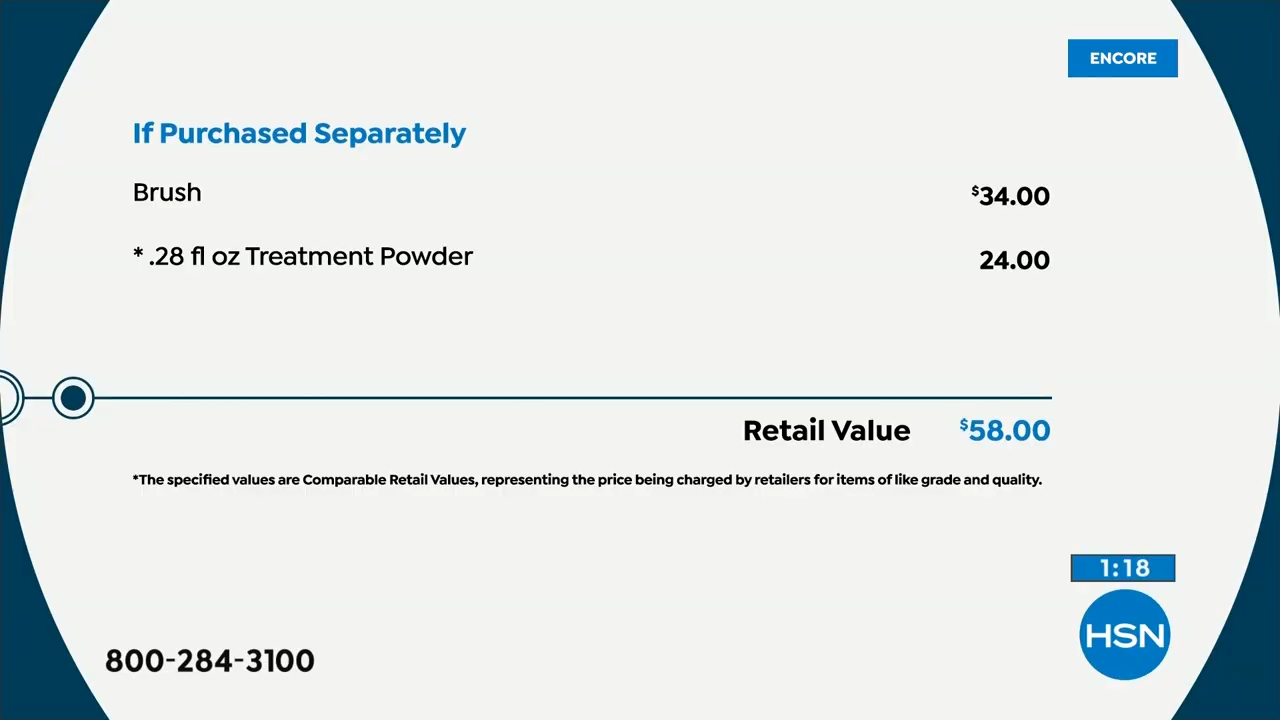 ENCORE
If Purchased Separately
Brush $34.00
* .28 fl oz Treatment Powder 24.00
Retail Value $58.00
*The specified values are Comparable Retail Values, representing the price being charged by retailers for items of like grade and quality.
1:18
HSN
800-284-3100